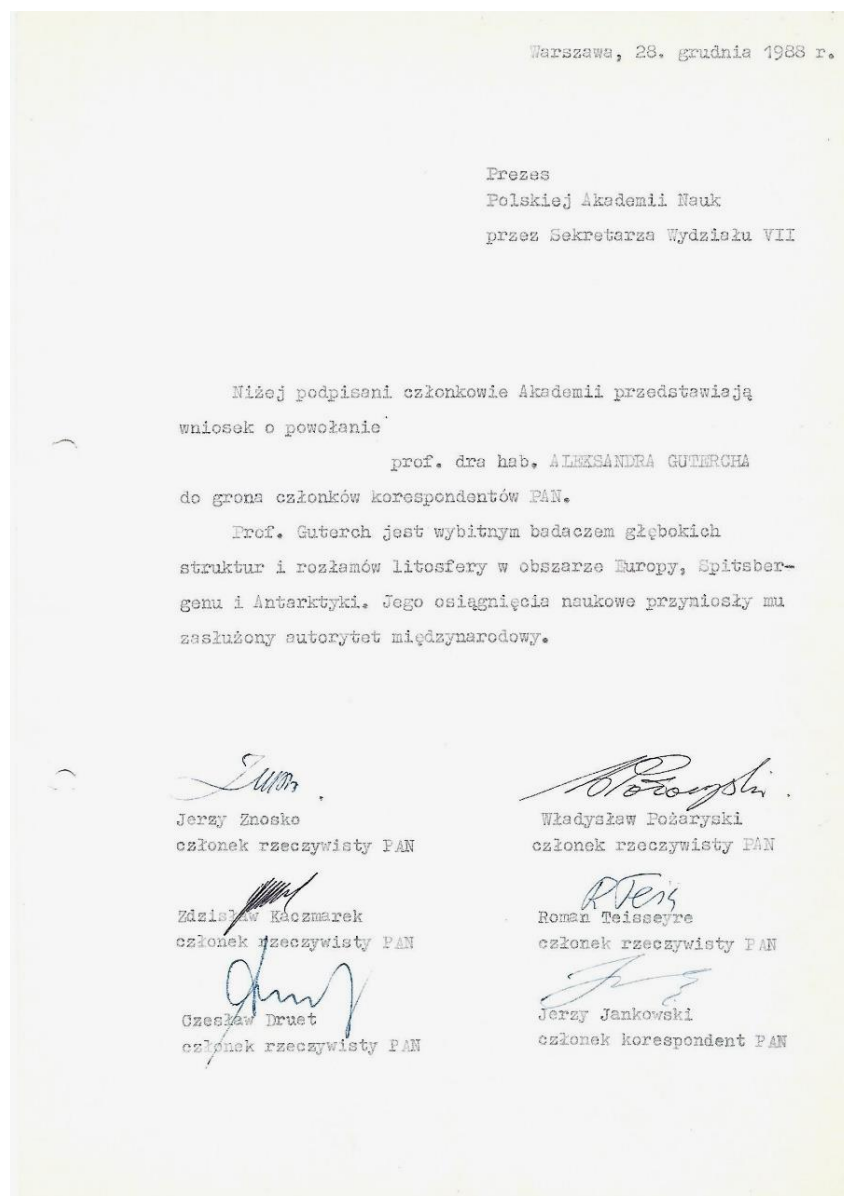 Warszawa, 28. grudnia 1988 r.
Prezes
Polskiej Akademii Nauk
przez Sekretarza Wydziału VII
Niżej podpisani członkowie Akademii przedstawiają
wniosek o powołanie
prof. dra hab. ALEKSANDRA GUTERCHA
do grona członków korespondentów PAN.
Prof. Guterch jest wybitnym badaczem głębokich
struktur i rozłamów litosfery w obszarze Europy, Spitsber-
genu i Antarktyki. Jego osiągnięcia naukowe przyniosły mu
zasłużony autorytet międzynarodowy.
Jerzy Znosko
członek rzeczywisty PAN
Władysław Pożaryski
członek rzeczywisty PAN
Zdzisław Kaczmarek
członek rzeczywisty PAN
Roman Teisseyre
członek rzeczywisty PAN
Czesław Druet
członek rzeczywisty PAN
Jerzy Jankowski
członek korespondent PAN